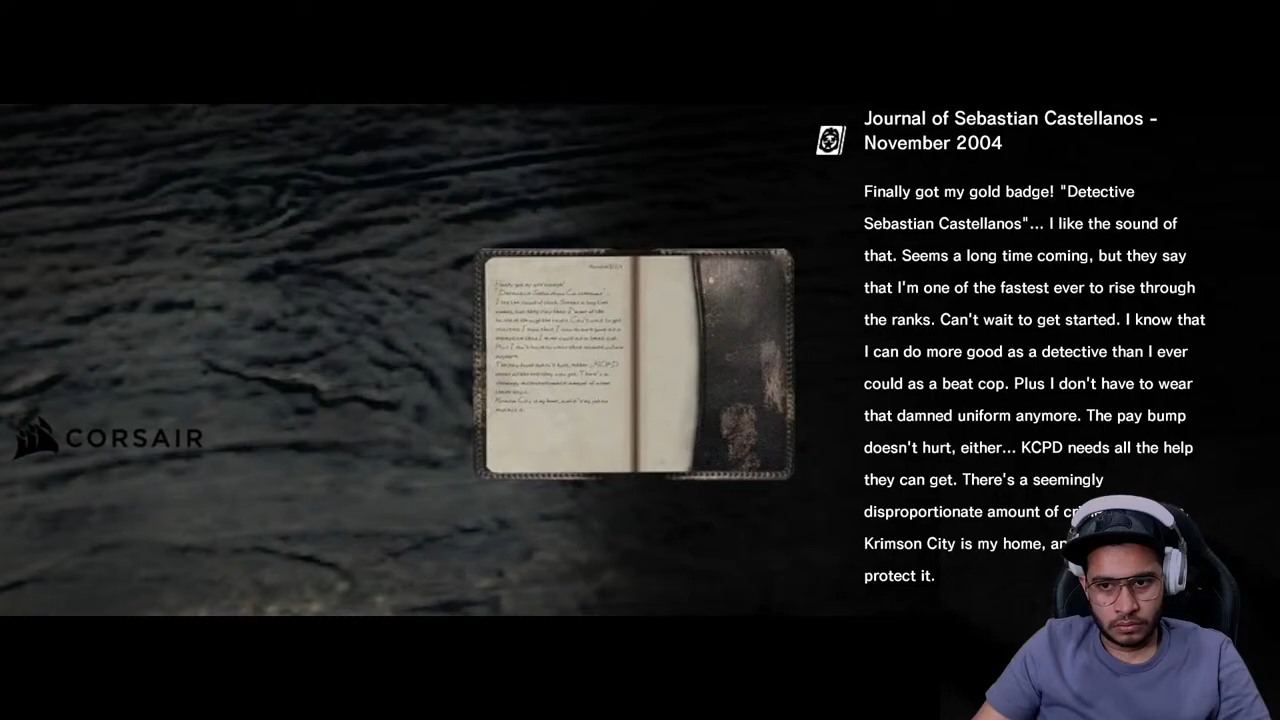 Journal of Sebastian Castellanos -
November 2004
Finally got my gold badge! "Detective
Sebastian Castellanos"... I like the sound of
that. Seems a long time coming, but they say
that I'm one of the fastest ever to rise through
the ranks. Can't wait to get started. I know that
I can do more good as a detective than I ever
could as a beat cop. Plus I don't have to wear
that damned uniform anymore. The pay bump
doesn't hurt, either... KCPD needs all the help
they can get. There's a seemingly
disproportionate amount of
Krimson City is my home,
protect it.
CORSAIR